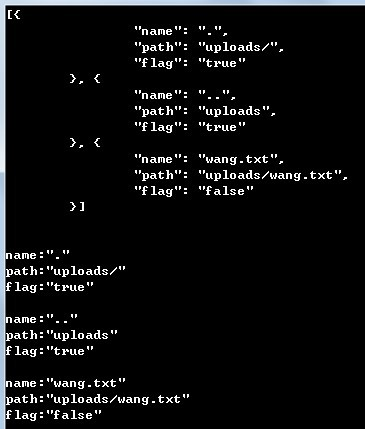 [{
"name": ".",
"path": "uploads/",
"flag": "true"
}, {
"name": "..",
"path": "uploads",
"flag": "true"
}, {
"name": "wang.txt",
"path": "uploads/wang.txt",
"flag": "false"
}]
name:"."
path:"uploads/"
flag:"true"
name:".."
path:"uploads"
flag:"true"
name:"wang.txt"
path:"uploads/wang.txt"
flag:"false"